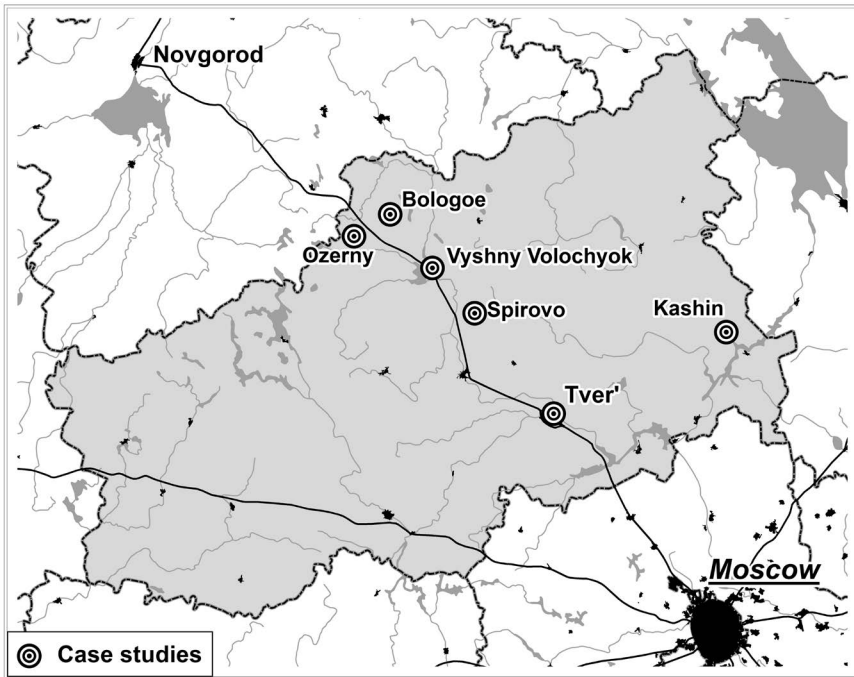 Novgorod
Bologoe
Ozerny
Vyshny Volochyok
Spirovo
Kashin
Tver'
Moscow
Case studies